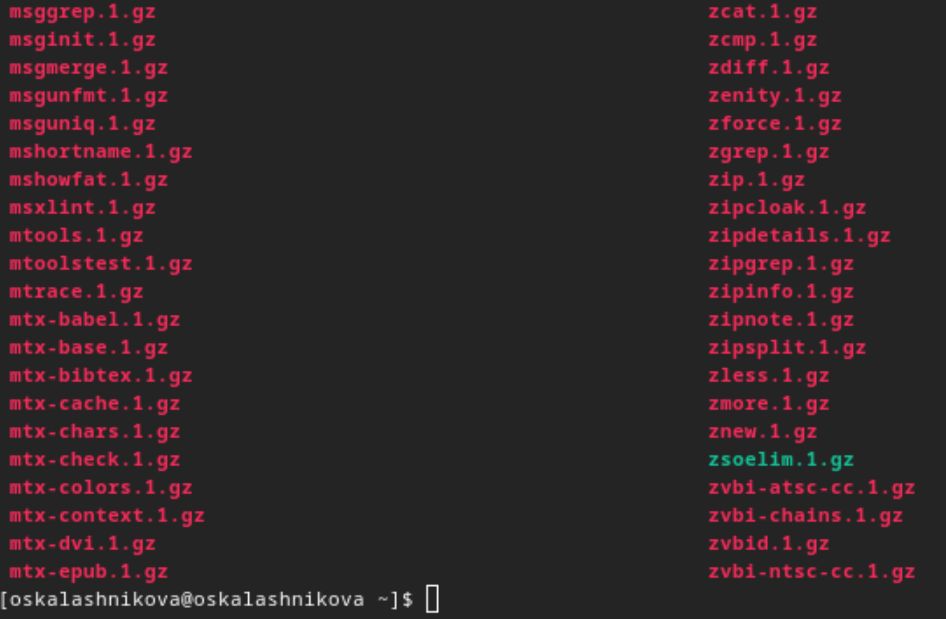 msggrep.1.gz zcat.1.gz
msginit.1.gz zcmp.1.gz
msgmerge.1.gz zdiff.1.gz
msgunfmt.1.gz zenity.1.gz
msguniq.1.gz zforce.1.gz
mshortname.1.gz zgrep.1.gz
mshowfat.1.gz zip.1.gz
msxlint.1.gz zipcloak.1.gz
mtools.1.gz zipdetails.1.gz
mtoolstest.1.gz zipgrep.1.gz
mtrace.1.gz zipinfo.1.gz
mtx-babel.1.gz zipnote.1.gz
mtx-base.1.gz zipsplit.1.gz
mtx-bibtex.1.gz zless.1.gz
mtx-cache.1.gz zmore.1.gz
mtx-chars.1.gz znew.1.gz
mtx-check.1.gz zsoelim.1.gz
mtx-colors.1.gz zvbi-atsc-cc.1.gz
mtx-context.1.gz zvbi-chains.1.gz
mtx-dvi.1.gz zvbid.1.gz
mtx-epub.1.gz zvbi-ntsc-cc.1.gz
[oskalashnikova@oskalashnikova ~]$